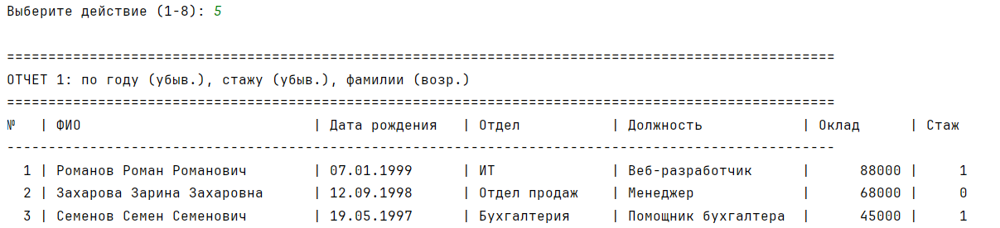 Выберите действие (1-8): 5
====================================================================================================
ОТЧЕТ 1: по году (убыв.), стажу (убыв.), фамилии (возр.)
====================================================================================================
№   | ФИО                            | Дата рождения   | Отдел           | Должность            | Оклад      | Стаж
----------------------------------------------------------------------------------------------------
  1 | Романов Роман Романович        | 07.01.1999      | ИТ              | Веб-разработчик      |      88000 |     1
  2 | Захарова Зарина Захаровна      | 12.09.1998      | Отдел продаж    | Менеджер             |      68000 |     0
  3 | Семенов Семен Семенович        | 19.05.1997      | Бухгалтерия     | Помощник бухгалтера  |      45000 |     1